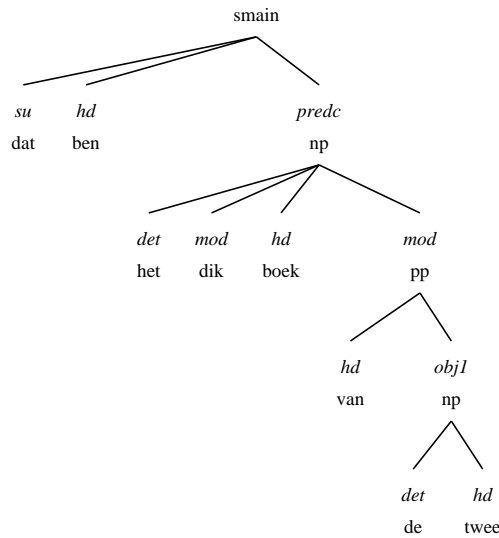 smain
su hd predc
dat ben np
det mod hd mod
het dik boek pp
hd obj1
van np
det hd
de twee